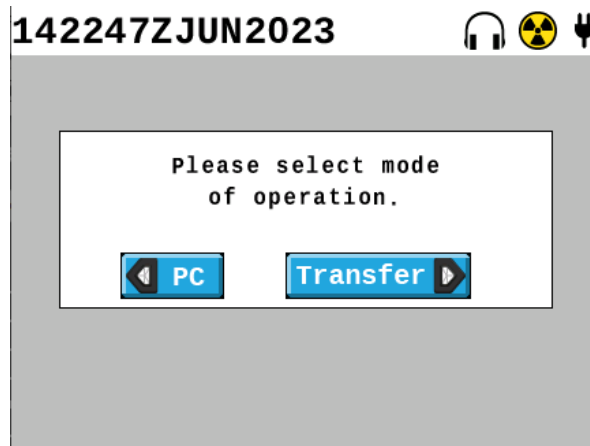 142247ZJUN2023
Please select mode
of operation.
PC
Transfer